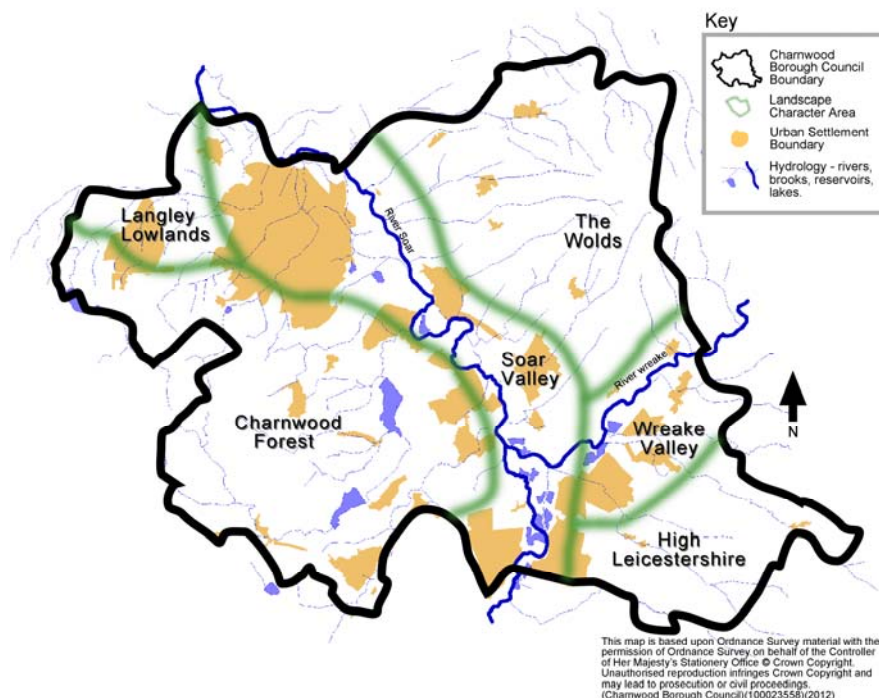 Key
Charnwood
Borough Council
Boundary
Landscape
Character Area
Urban Settlement
Boundary
Hydrology - rivers,
brooks, reservoirs,
lakes.
Langley
Lowlands
River Soar
The
Wolds
Soar
Valley
River wreake
Charnwood
Forest
Wreake
Valley
N
High
Leicestershire
This map is based upon Ordnance Survey material with the
permission of Ordnance Survey on behalf of the Controller
of Her Majesty's Stationery Office © Crown Copyright.
Unauthorised reproduction infringes Crown Copyright and
may lead to prosecution or civil proceedings.
(Charnwood Borough Council)(100023558)(2012)